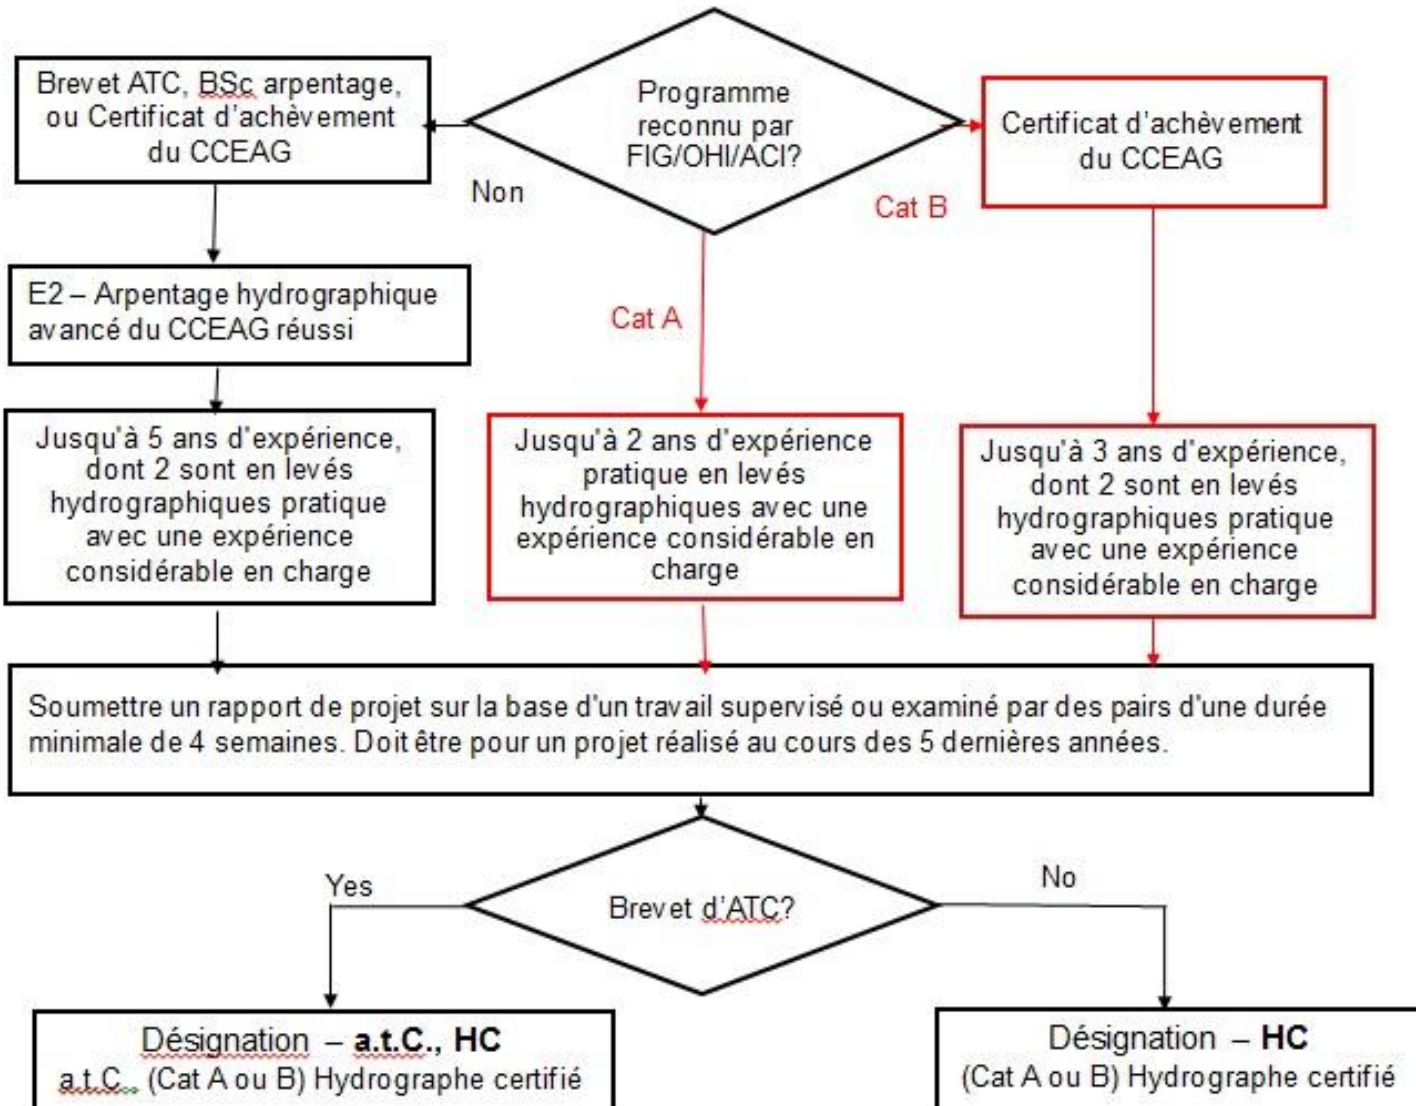 Programme
reconnu par
FIG/OHI/ACI?
Brevet ATC, BSc arpentage,
ou Certificat d'achèvement
du CCEAG
Non
Cat B
Certificat d'achèvement
du CCEAG
E2 – Arpentage hydrographique
avancé du CCEAG réussi
Cat A
Jusqu'à 5 ans d'expérience,
dont 2 sont en levés
hydrographiques pratique
avec une expérience
considérable en charge
Jusqu'à 2 ans d'expérience
pratique en levés
hydrographiques avec une
expérience considérable en
charge
Jusqu'à 3 ans d'expérience,
dont 2 sont en levés
hydrographiques pratique
avec une expérience
considérable en charge
Soumettre un rapport de projet sur la base d'un travail supervisé ou examiné par des pairs d'une durée
minimale de 4 semaines. Doit être pour un projet réalisé au cours des 5 dernières années.
Brevet d'ATC?
Yes
No
Désignation – a.t.C., HC
a.t.C., (Cat A ou B) Hydrographe certifié
Désignation – HC
(Cat A ou B) Hydrographe certifié